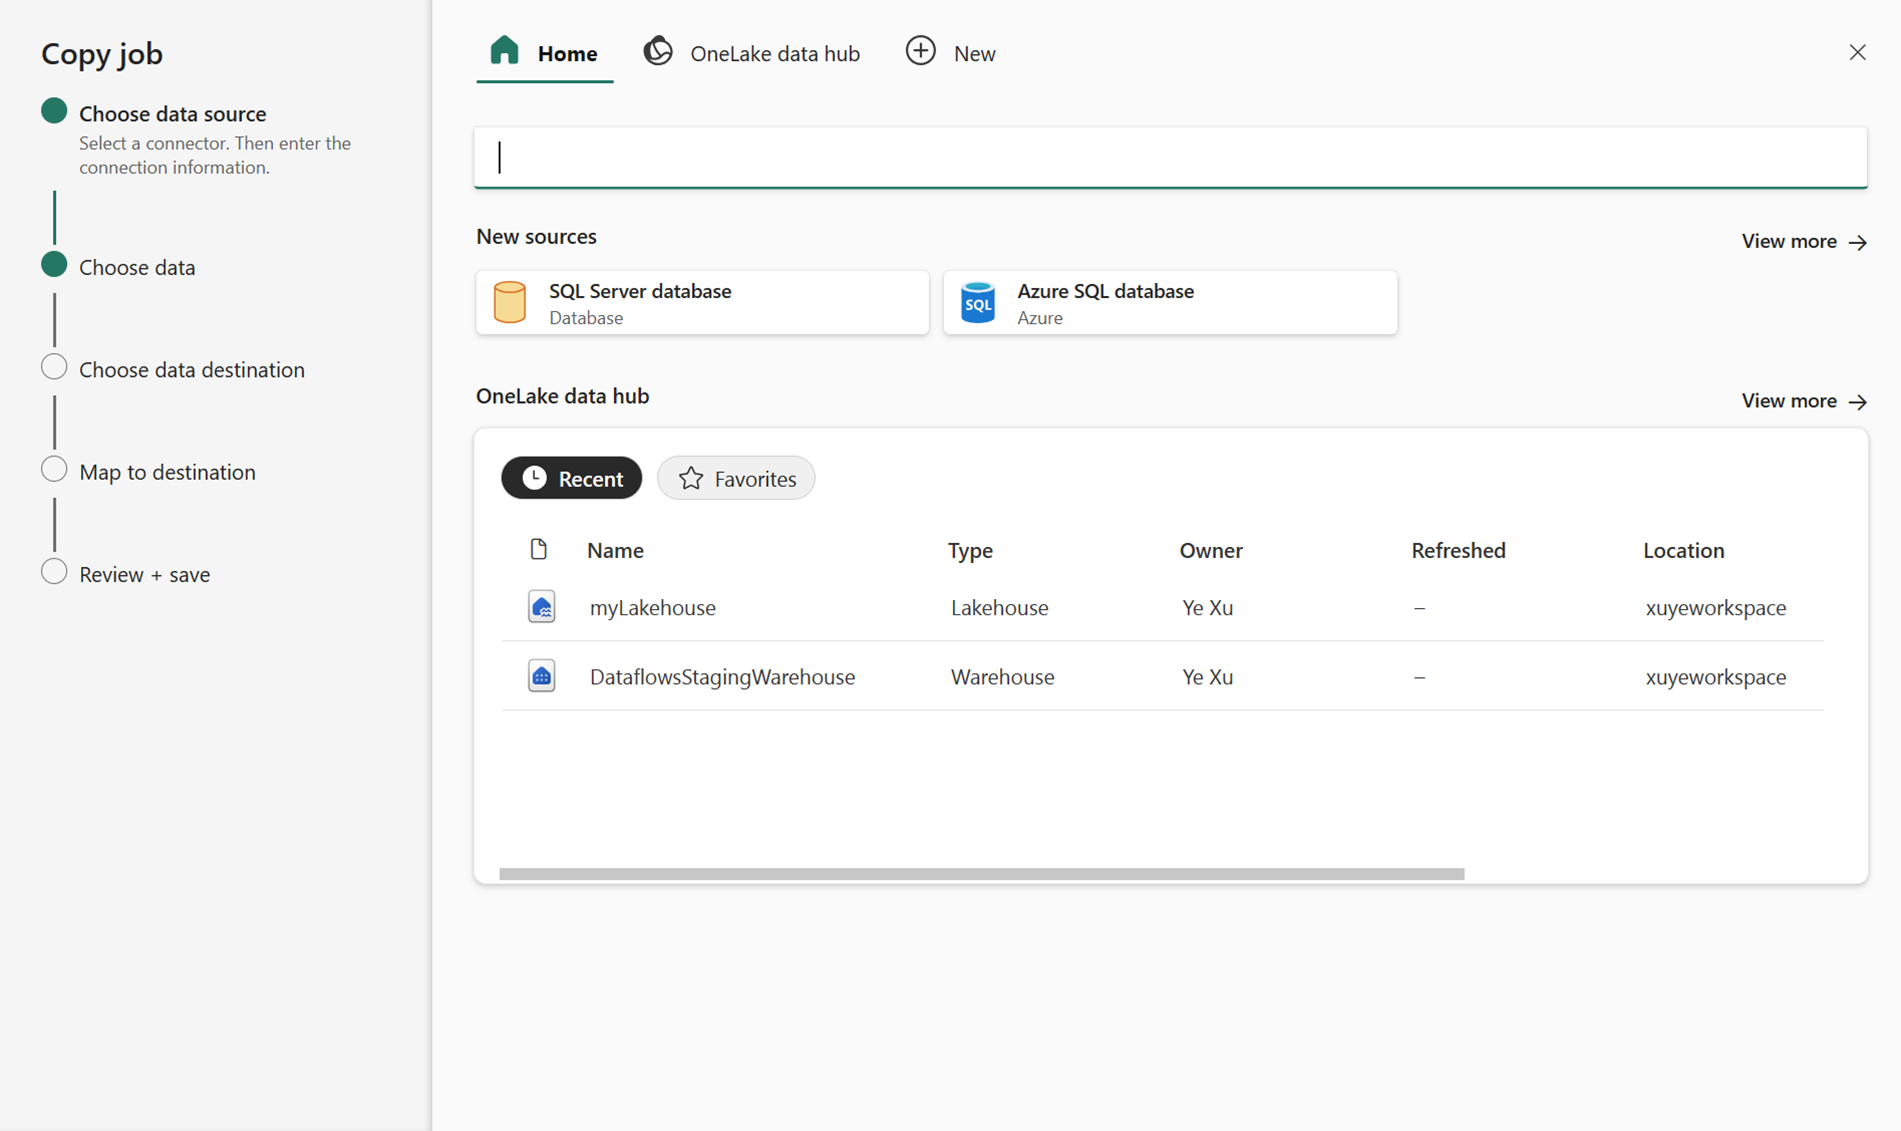 Copy job
Choose data source
Select a connector. Then enter the
connection information.
Choose data
Choose data destination
Map to destination
Review + save
Home
OneLake data hub
New
New sources
View more
SQL Server database
Database
SQL
Azure SQL database
Azure
OneLake data hub
View more
Recent
Favorites
Name Type Owner Refreshed Location
myLakehouse Lakehouse Ye Xu – xuyeworkspace
DataflowsStagingWarehouse Warehouse Ye Xu – xuyeworkspace